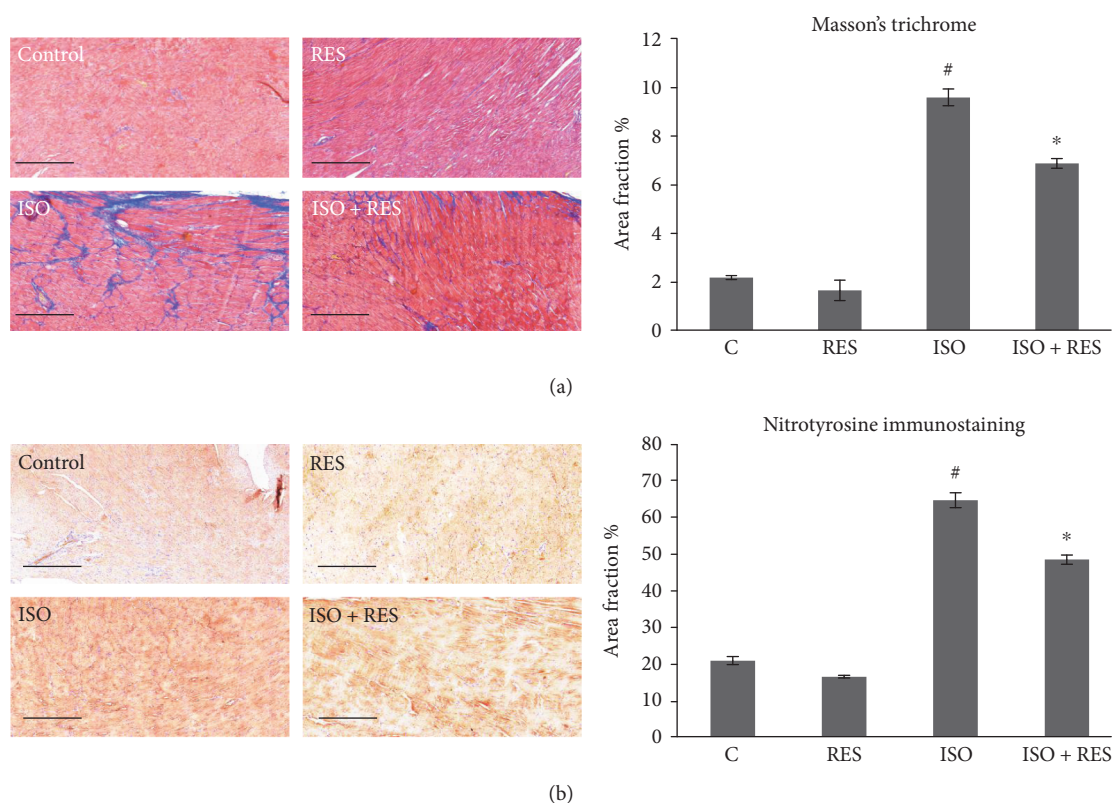 Control
RES
ISO
ISO + RES
Masson's trichrome
Area fraction %
12
10
8
6
4
2
0
#
*
C RES ISO ISO + RES
(a)
Control
RES
ISO
ISO + RES
Nitrotyrosine immunostaining
Area fraction %
80
70
60
50
40
30
20
10
0
#
*
C RES ISO ISO + RES
(b)